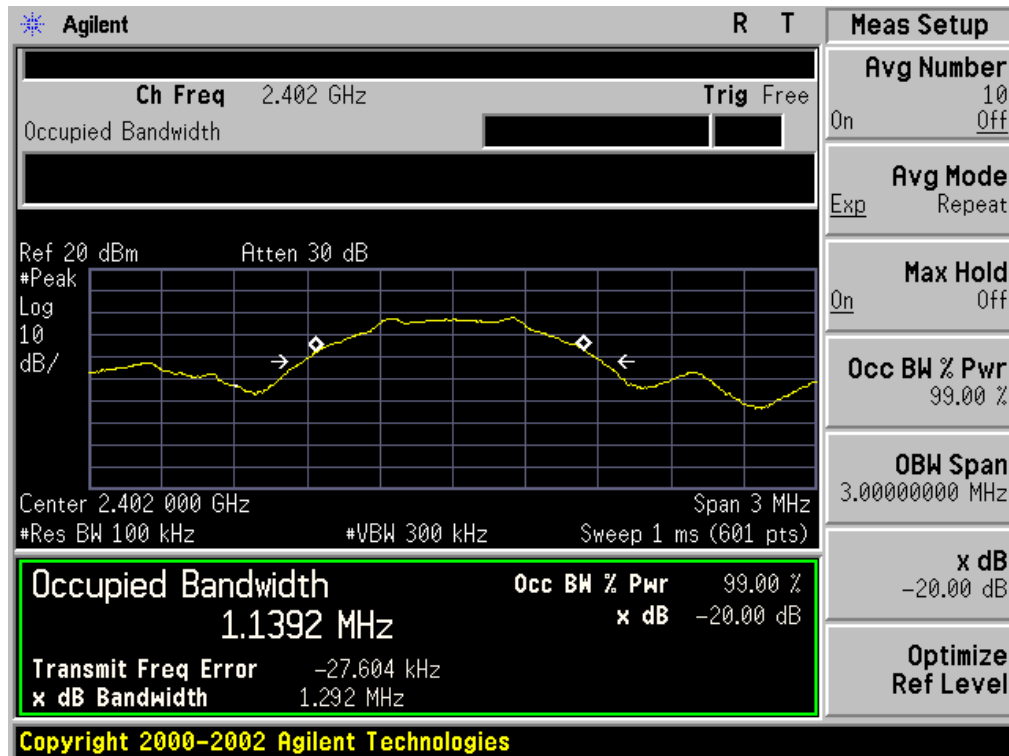 Agilent R T
Ch Freq 2.402 GHz Trig Free
Occupied Bandwidth
Ref 20 dBm Atten 30 dB
#Peak
Log
10
dB/
Center 2.402 000 GHz Span 3 MHz
#Res BW 100 kHz #VBW 300 kHz Sweep 1 ms (601 pts)
Occupied Bandwidth Occ BW % Pwr 99.00 %
1.1392 MHz x dB -20.00 dB
Transmit Freq Error -27.604 kHz
x dB Bandwidth 1.292 MHz
Copyright 2000-2002 Agilent Technologies
Meas Setup
Avg Number
10
On Off
Avg Mode
Exp Repeat
Max Hold
On Off
Occ BW % Pwr
99.00 %
OBW Span
3.00000000 MHz
x dB
-20.00 dB
Optimize
Ref Level